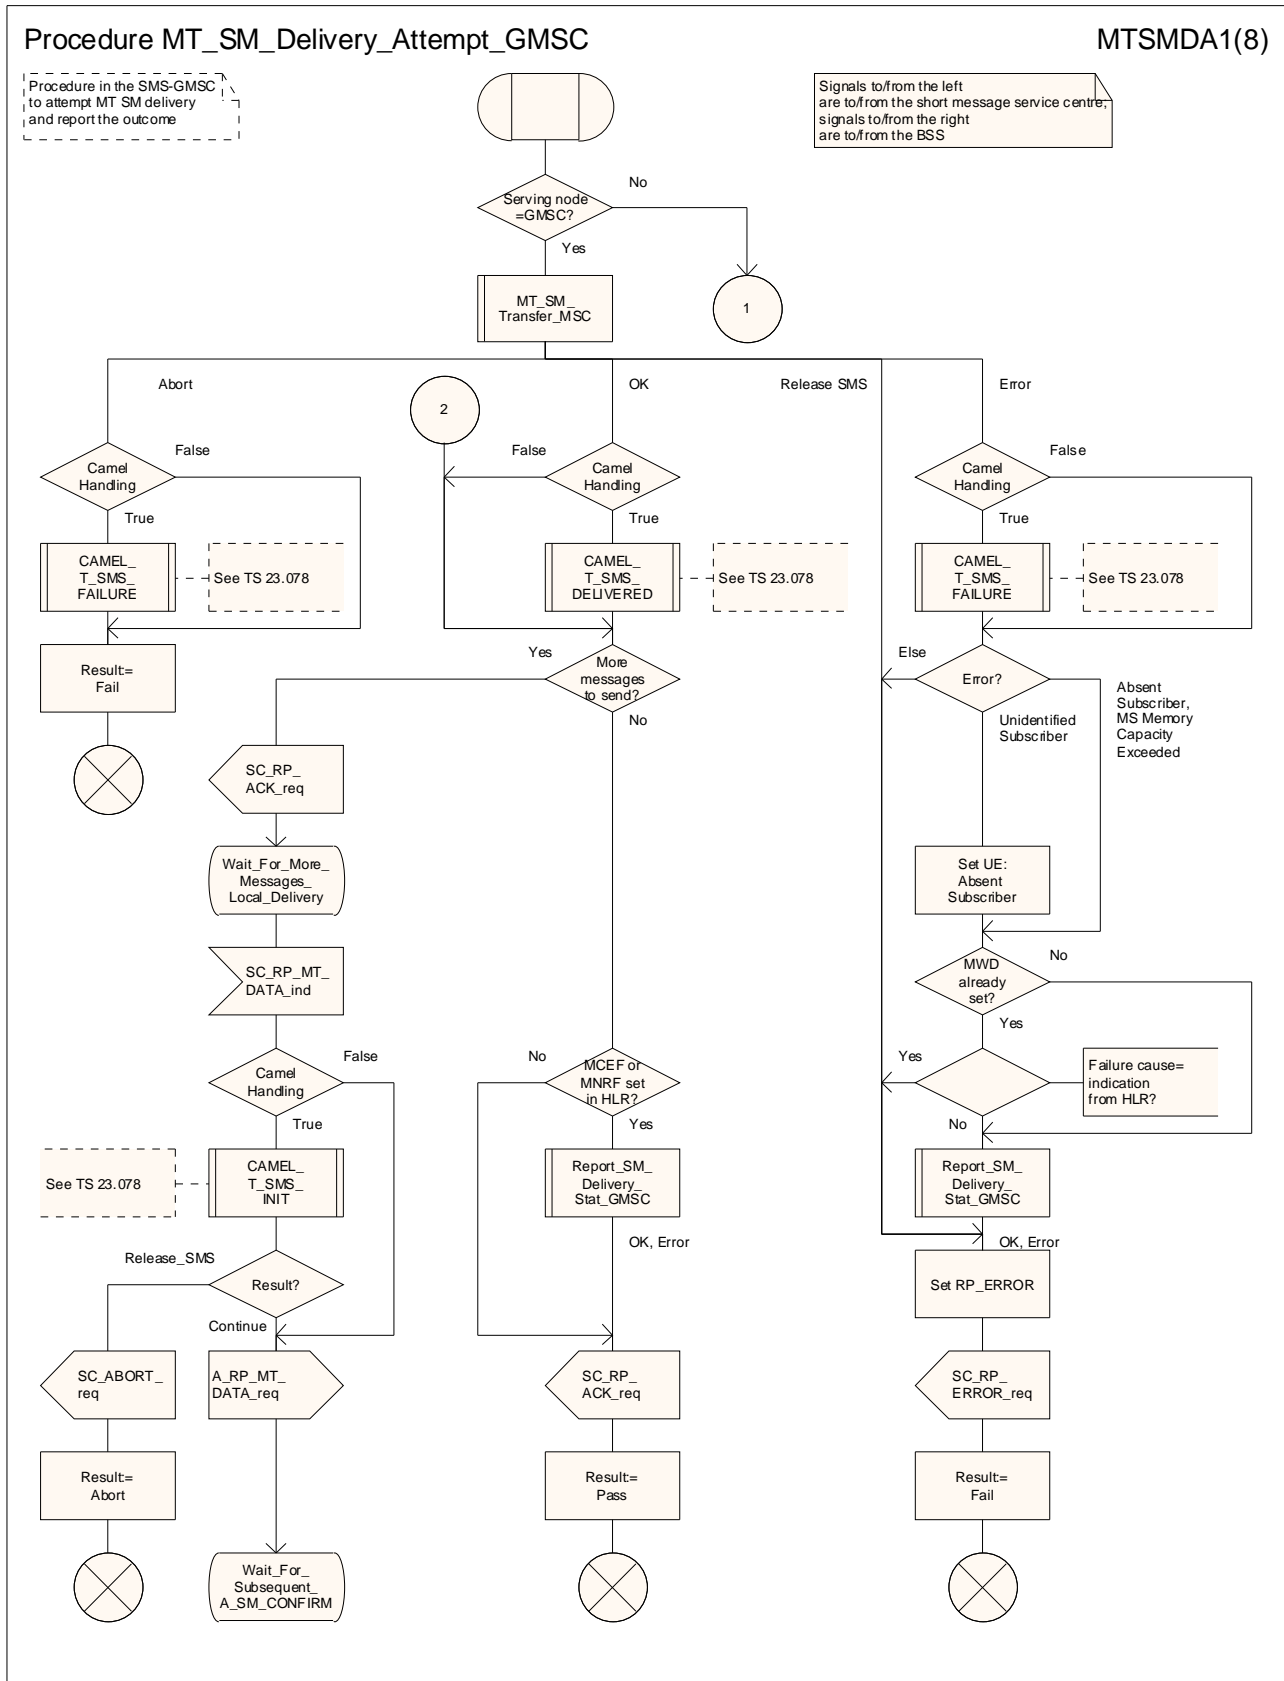 Procedure MT_SM_Delivery_Attempt_GMSC
MTSMDA1(8)
Procedure in the SMS-GMSC
to attempt MT SM delivery
and report the outcome
Signals to/from the left
are to/from the short message service centre;
signals to/from the right
are to/from the BSS
Serving node
=GMSC?
No
Yes
MT_SM_
Transfer_MSC
1
Abort
OK
Release SMS
Error
2
Camel
Handling
False
True
Camel
Handling
False
True
Camel
Handling
False
True
CAMEL_
T_SMS_
FAILURE
See TS 23.078
CAMEL_
T_SMS_
DELIVERED
See TS 23.078
CAMEL_
T_SMS_
FAILURE
See TS 23.078
Result:=
Fail
Yes
More
messages
to send?
No
Else
Error?
Unidentified
Subscriber
Absent
Subscriber,
MS Memory
Capacity
Exceeded
SC_RP_
ACK_req
Wait_For_More_
Messages_
Local_Delivery
Set UE:
Absent
Subscriber
SC_RP_MT_
DATA_ind
MWD
already
set?
No
Yes
Camel
Handling
False
True
No
MCEF or
MNRF set
in HLR?
Yes
Yes
Failure cause=
indication
from HLR?
No
See TS 23.078
CAMEL_
T_SMS_
INIT
Report_SM_
Delivery_
Stat_GMSC
Report_SM_
Delivery_
Stat_GMSC
OK, Error
OK, Error
Release_SMS
Result?
Continue
Set RP_ERROR
SC_ABORT_
req
A_RP_MT_
DATA_req
SC_RP_
ACK_req
SC_RP_
ERROR_req
Result:=
Abort
Result:=
Pass
Result:=
Fail
Wait_For_
Subsequent_
A_SM_CONFIRM